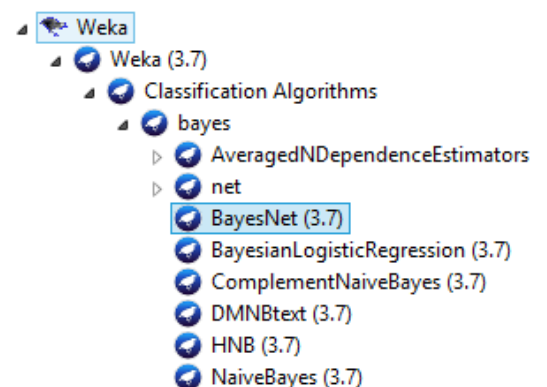 Weka
Weka (3.7)
Classification Algorithms
bayes
AveragedNDependenceEstimators
net
BayesNet (3.7)
BayesianLogisticRegression (3.7)
ComplementNaiveBayes (3.7)
DMNBtext (3.7)
HNB (3.7)
NaiveBayes (3.7)